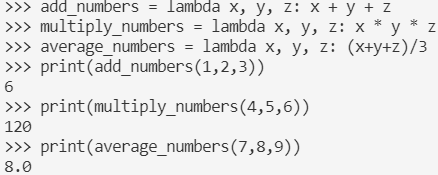 >>> add_numbers = lambda x, y, z: x + y + z
>>> multiply_numbers = lambda x, y, z: x * y * z
>>> average_numbers = lambda x, y, z: (x+y+z)/3
>>> print(add_numbers(1,2,3))
6
>>> print(multiply_numbers(4,5,6))
120
>>> print(average_numbers(7,8,9))
8.0